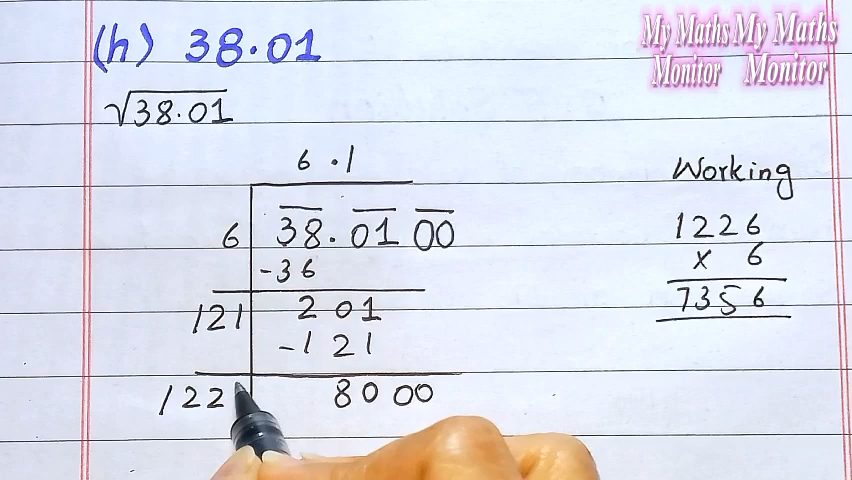 (h) 38.01
My Maths My Maths
Monitor Monitor
√38.01
6.1
Working
6 38.01 00
1226
-36
x 6
121 201
7356
-121
122 8000